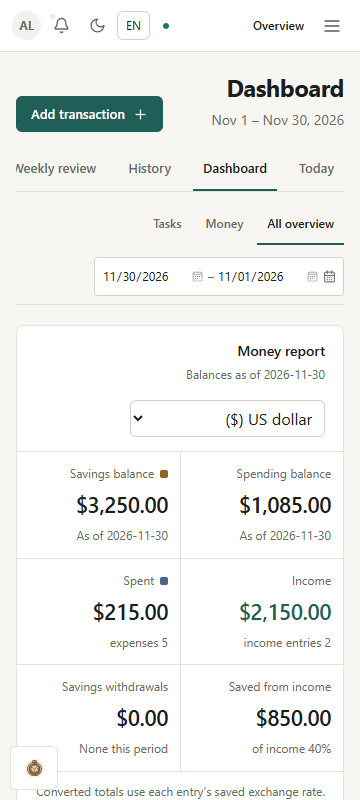 AL EN Overview
Dashboard
Add transaction +
Nov 1 – Nov 30, 2026
Today Dashboard History Weekly review
All overview Money Tasks
11/30/2026 – 11/01/2026
Money report
Balances as of 2026-11-30
($) US dollar
Spending balance
$1,085.00
As of 2026-11-30
Savings balance
$3,250.00
As of 2026-11-30
Income
$2,150.00
income entries 2
Spent
$215.00
expenses 5
Saved from income
$850.00
of income 40%
Savings withdrawals
$0.00
None this period
Converted totals use each entry’s saved exchange rate.